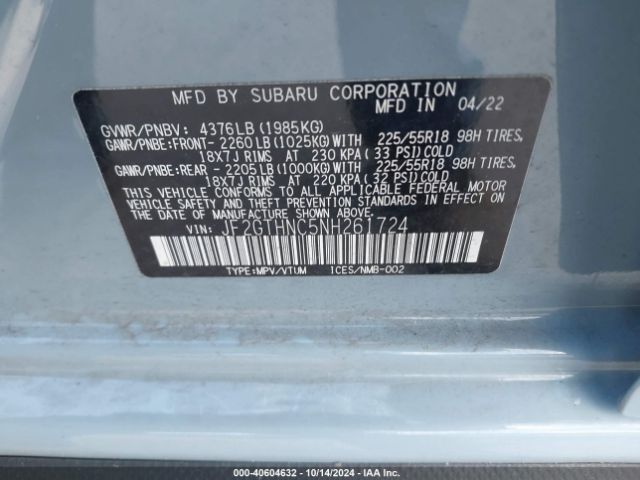 MFD BY SUBARU CORPORATION
MFD IN 04/22
GVWR/PNBV: 4376LB(1985KG)
GAWR/PNBE:FRONT- 2260LB(1025KG)WITH 225/55R18 98H TIRES,
18X7J RIMS AT 230 KPA(33 PSI)COLD
GAWR/PNBE:REAR - 2205LB(1000KG)WITH 225/55R18 98H TIRES,
18X7J RIMS AT 220 KPA(32 PSI)COLD
THIS VEHICLE CONFORMS TO ALL APPLICABLE FEDERAL MOTOR
VEHICLE SAFETY AND THEFT PREVENTION STANDARDS IN EFFECT ON
THE DATE OF MANUFACTURE SHOWN ABOVE.
VIN: JF2GTHNC5NH261724
TYPE:MPV/VTUM ICES/NMB-002
000-40604632 - 10/14/2024 - IAA Inc.